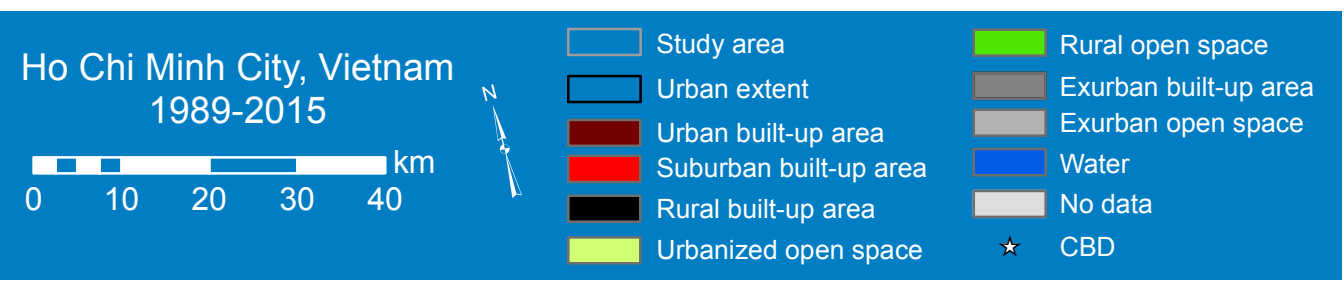 Ho Chi Minh City, Vietnam
1989-2015
km
0 10 20 30 40
N
Study area
Urban extent
Urban built-up area
Suburban built-up area
Rural built-up area
Urbanized open space
Rural open space
Exurban built-up area
Exurban open space
Water
No data
CBD